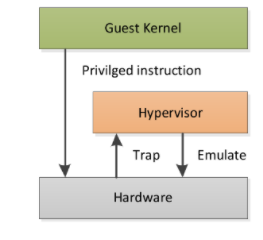 Guest Kernel
Privilged instruction
Hypervisor
Trap
Emulate
Hardware